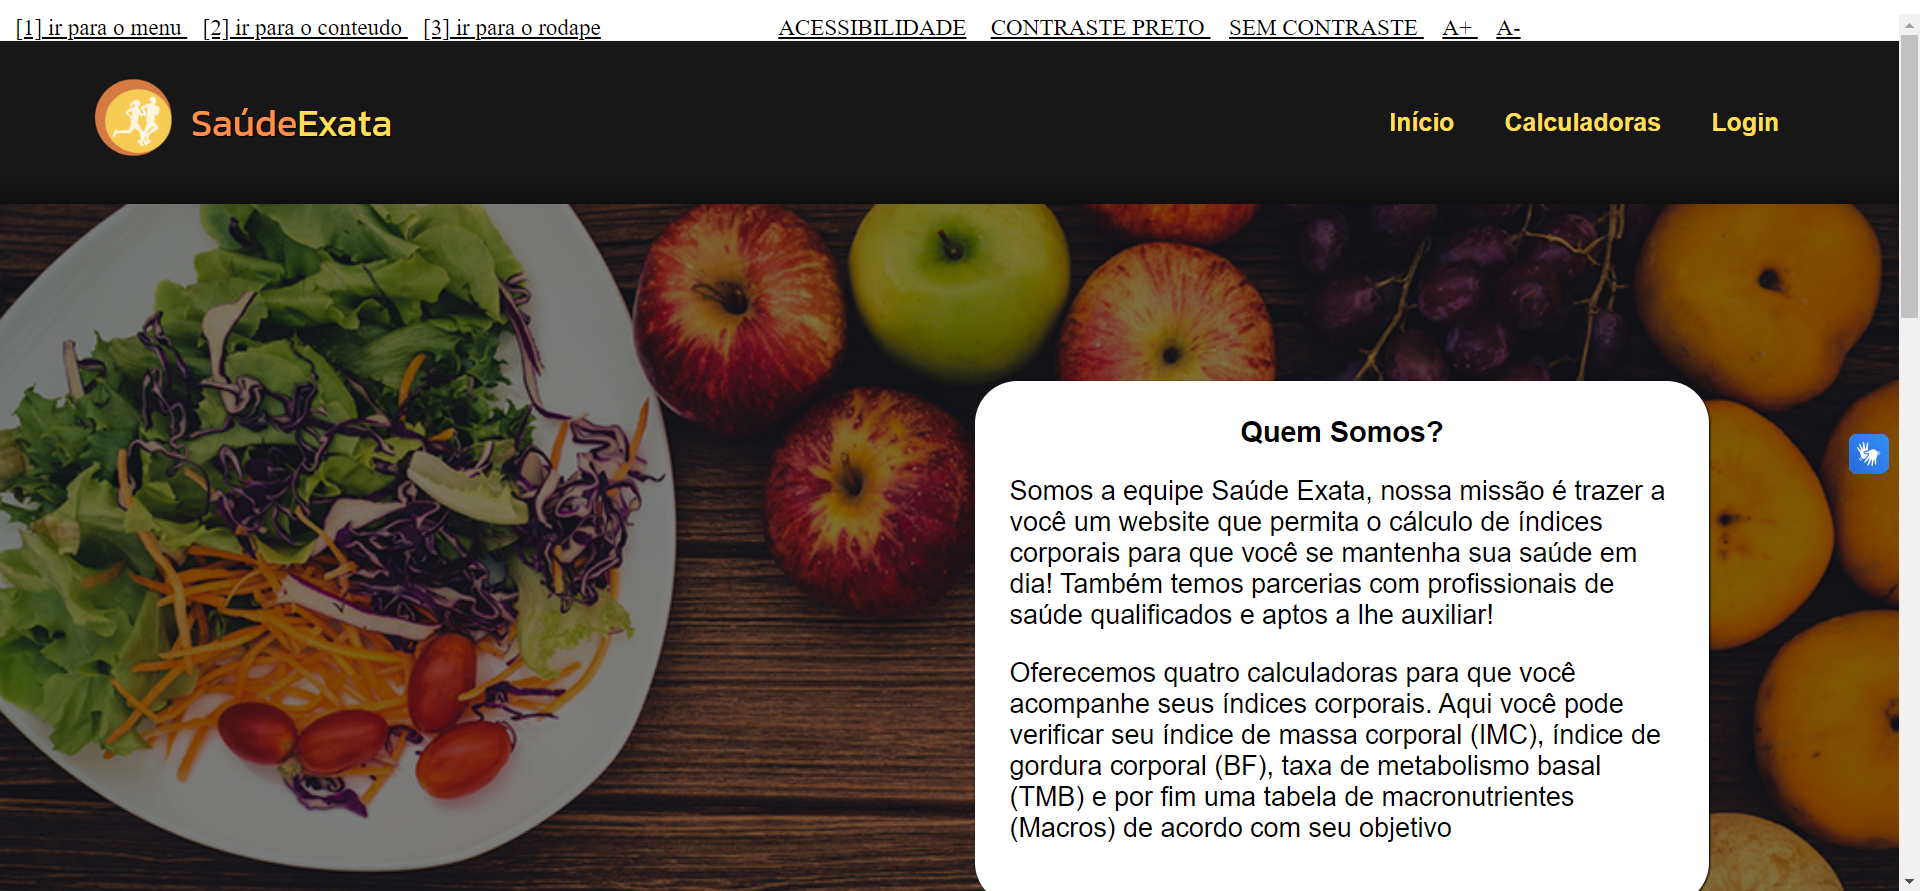 [1] ir para o menu [2] ir para o conteudo [3] ir para o rodape ACESSIBILIDADE CONTRASTE PRETO SEM CONTRASTE A+ A-
SaúdeExata Início Calculadoras Login
Quem Somos?
Somos a equipe Saúde Exata, nossa missão é trazer a
você um website que permita o cálculo de índices
corporais para que você se mantenha sua saúde em
dia! Também temos parcerias com profissionais de
saúde qualificados e aptos a lhe auxiliar!
Oferecemos quatro calculadoras para que você
acompanhe seus índices corporais. Aqui você pode
verificar seu índice de massa corporal (IMC), índice de
gordura corporal (BF), taxa de metabolismo basal
(TMB) e por fim uma tabela de macronutrientes
(Macros) de acordo com seu objetivo